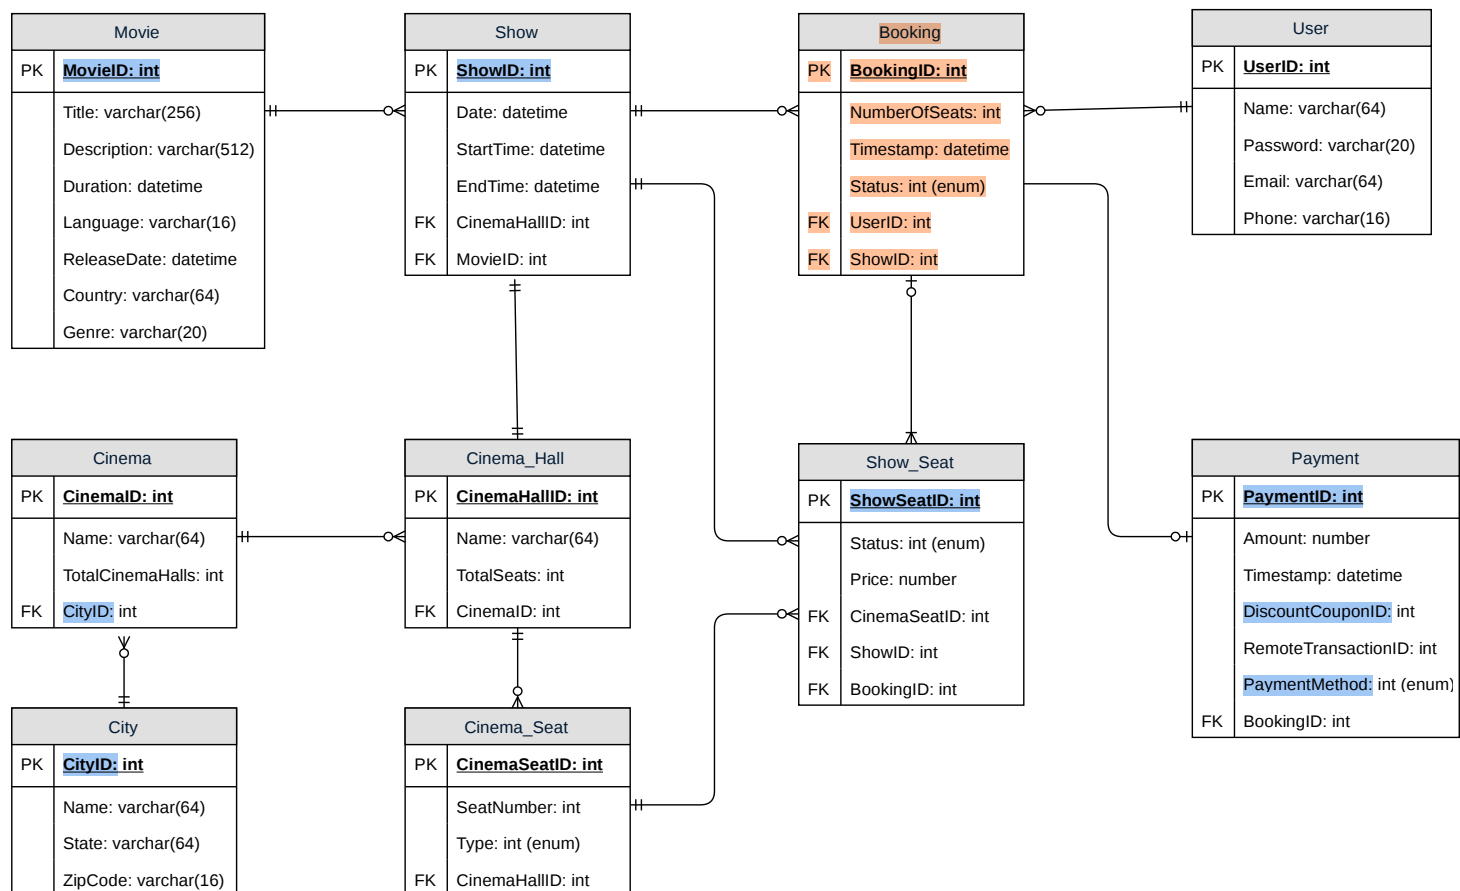 Movie
PK MovieID: int
Title: varchar(256)
Description: varchar(512)
Duration: datetime
Language: varchar(16)
ReleaseDate: datetime
Country: varchar(64)
Genre: varchar(20)
Show
PK ShowID: int
Date: datetime
StartTime: datetime
EndTime: datetime
FK CinemaHallID: int
FK MovieID: int
Booking
PK BookingID: int
NumberOfSeats: int
Timestamp: datetime
Status: int (enum)
FK UserID: int
FK ShowID: int
User
PK UserID: int
Name: varchar(64)
Password: varchar(20)
Email: varchar(64)
Phone: varchar(16)
Cinema
PK CinemaID: int
Name: varchar(64)
TotalCinemaHalls: int
FK CityID: int
Cinema_Hall
PK CinemaHallID: int
Name: varchar(64)
TotalSeats: int
FK CinemaID: int
Show_Seat
PK ShowSeatID: int
Status: int (enum)
Price: number
FK CinemaSeatID: int
FK ShowID: int
FK BookingID: int
Payment
PK PaymentID: int
Amount: number
Timestamp: datetime
DiscountCouponID: int
RemoteTransactionID: int
PaymentMethod: int (enum)
FK BookingID: int
City
PK CityID: int
Name: varchar(64)
State: varchar(64)
ZipCode: varchar(16)
Cinema_Seat
PK CinemaSeatID: int
SeatNumber: int
Type: int (enum)
FK CinemaHallID: int